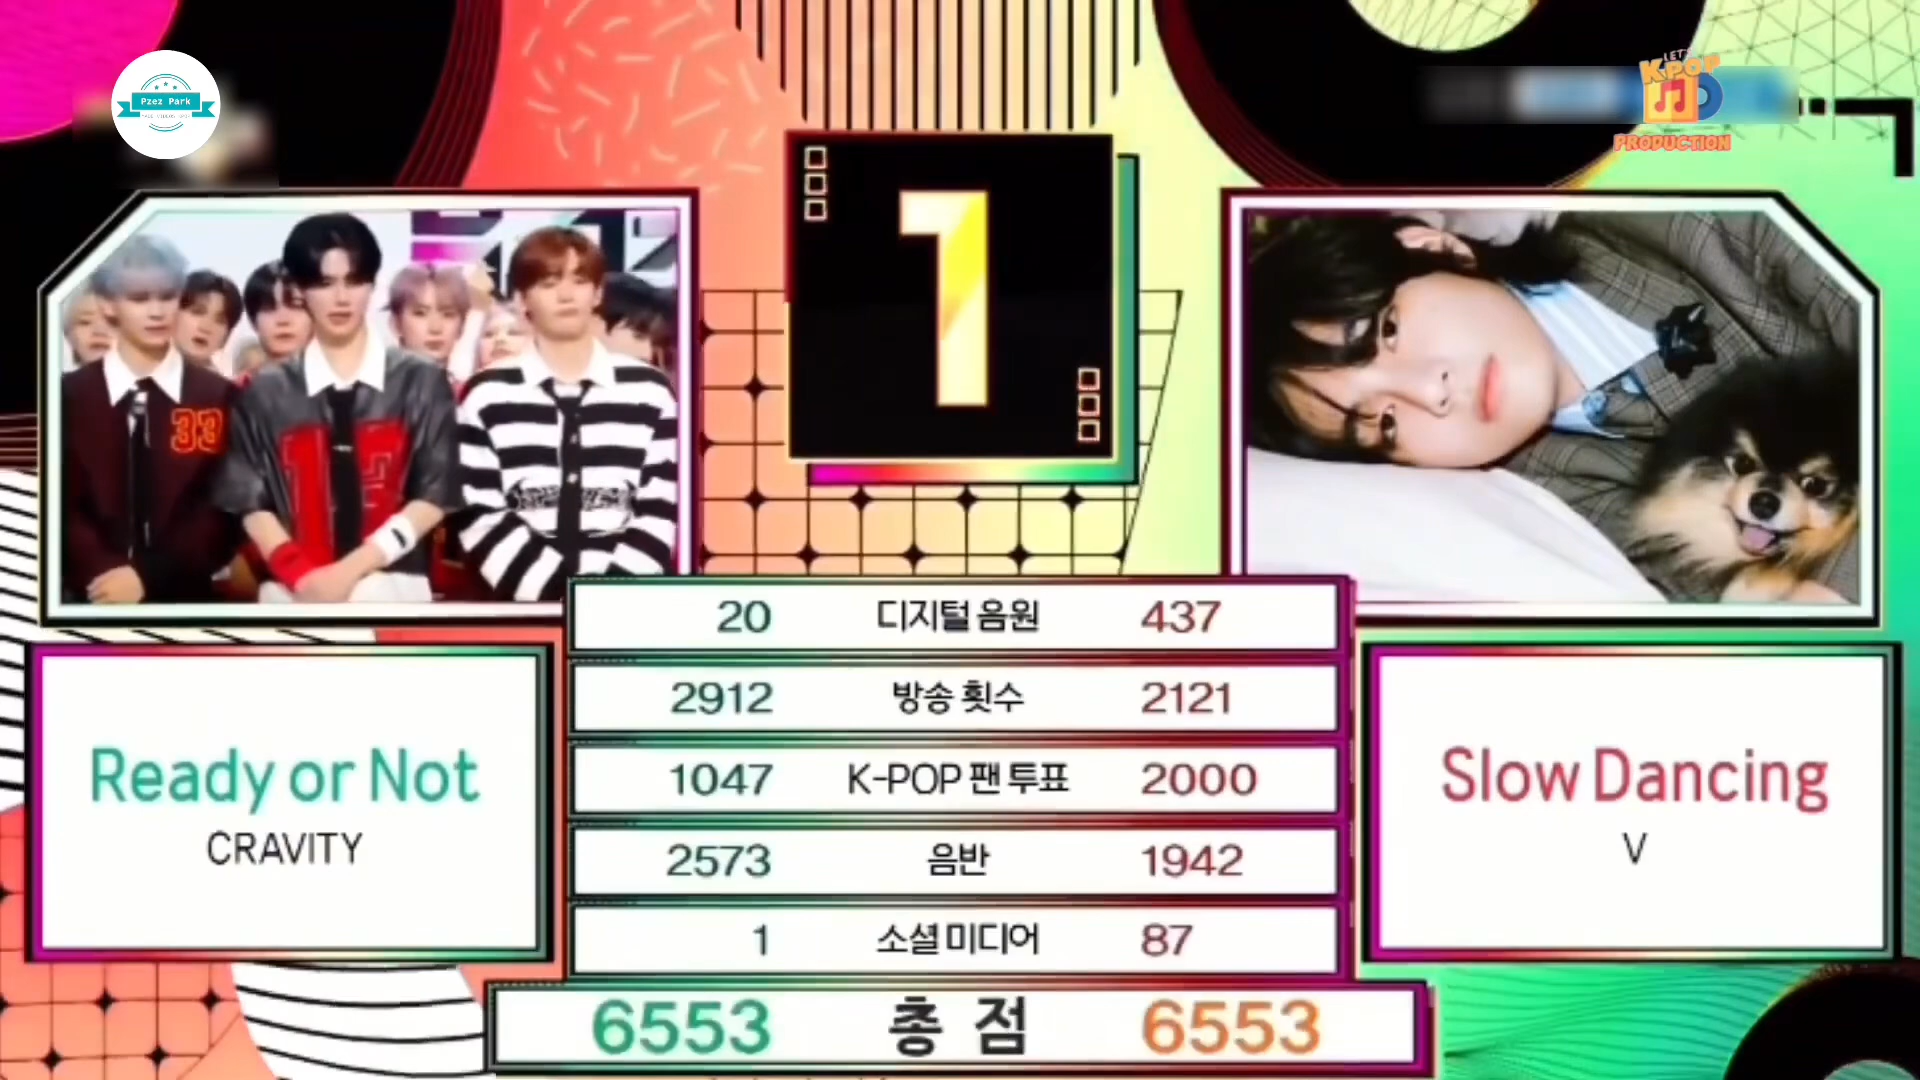 Pzez Park
LET'S
KPOP
PRODUCTION
1
33
20 디지털 음원 437
2912 방송 횟수 2121
1047 K-POP 팬 투표 2000
2573 음반 1942
1 소셜 미디어 87
6553 총 점 6553
Ready or Not
CRAVITY
Slow Dancing
V